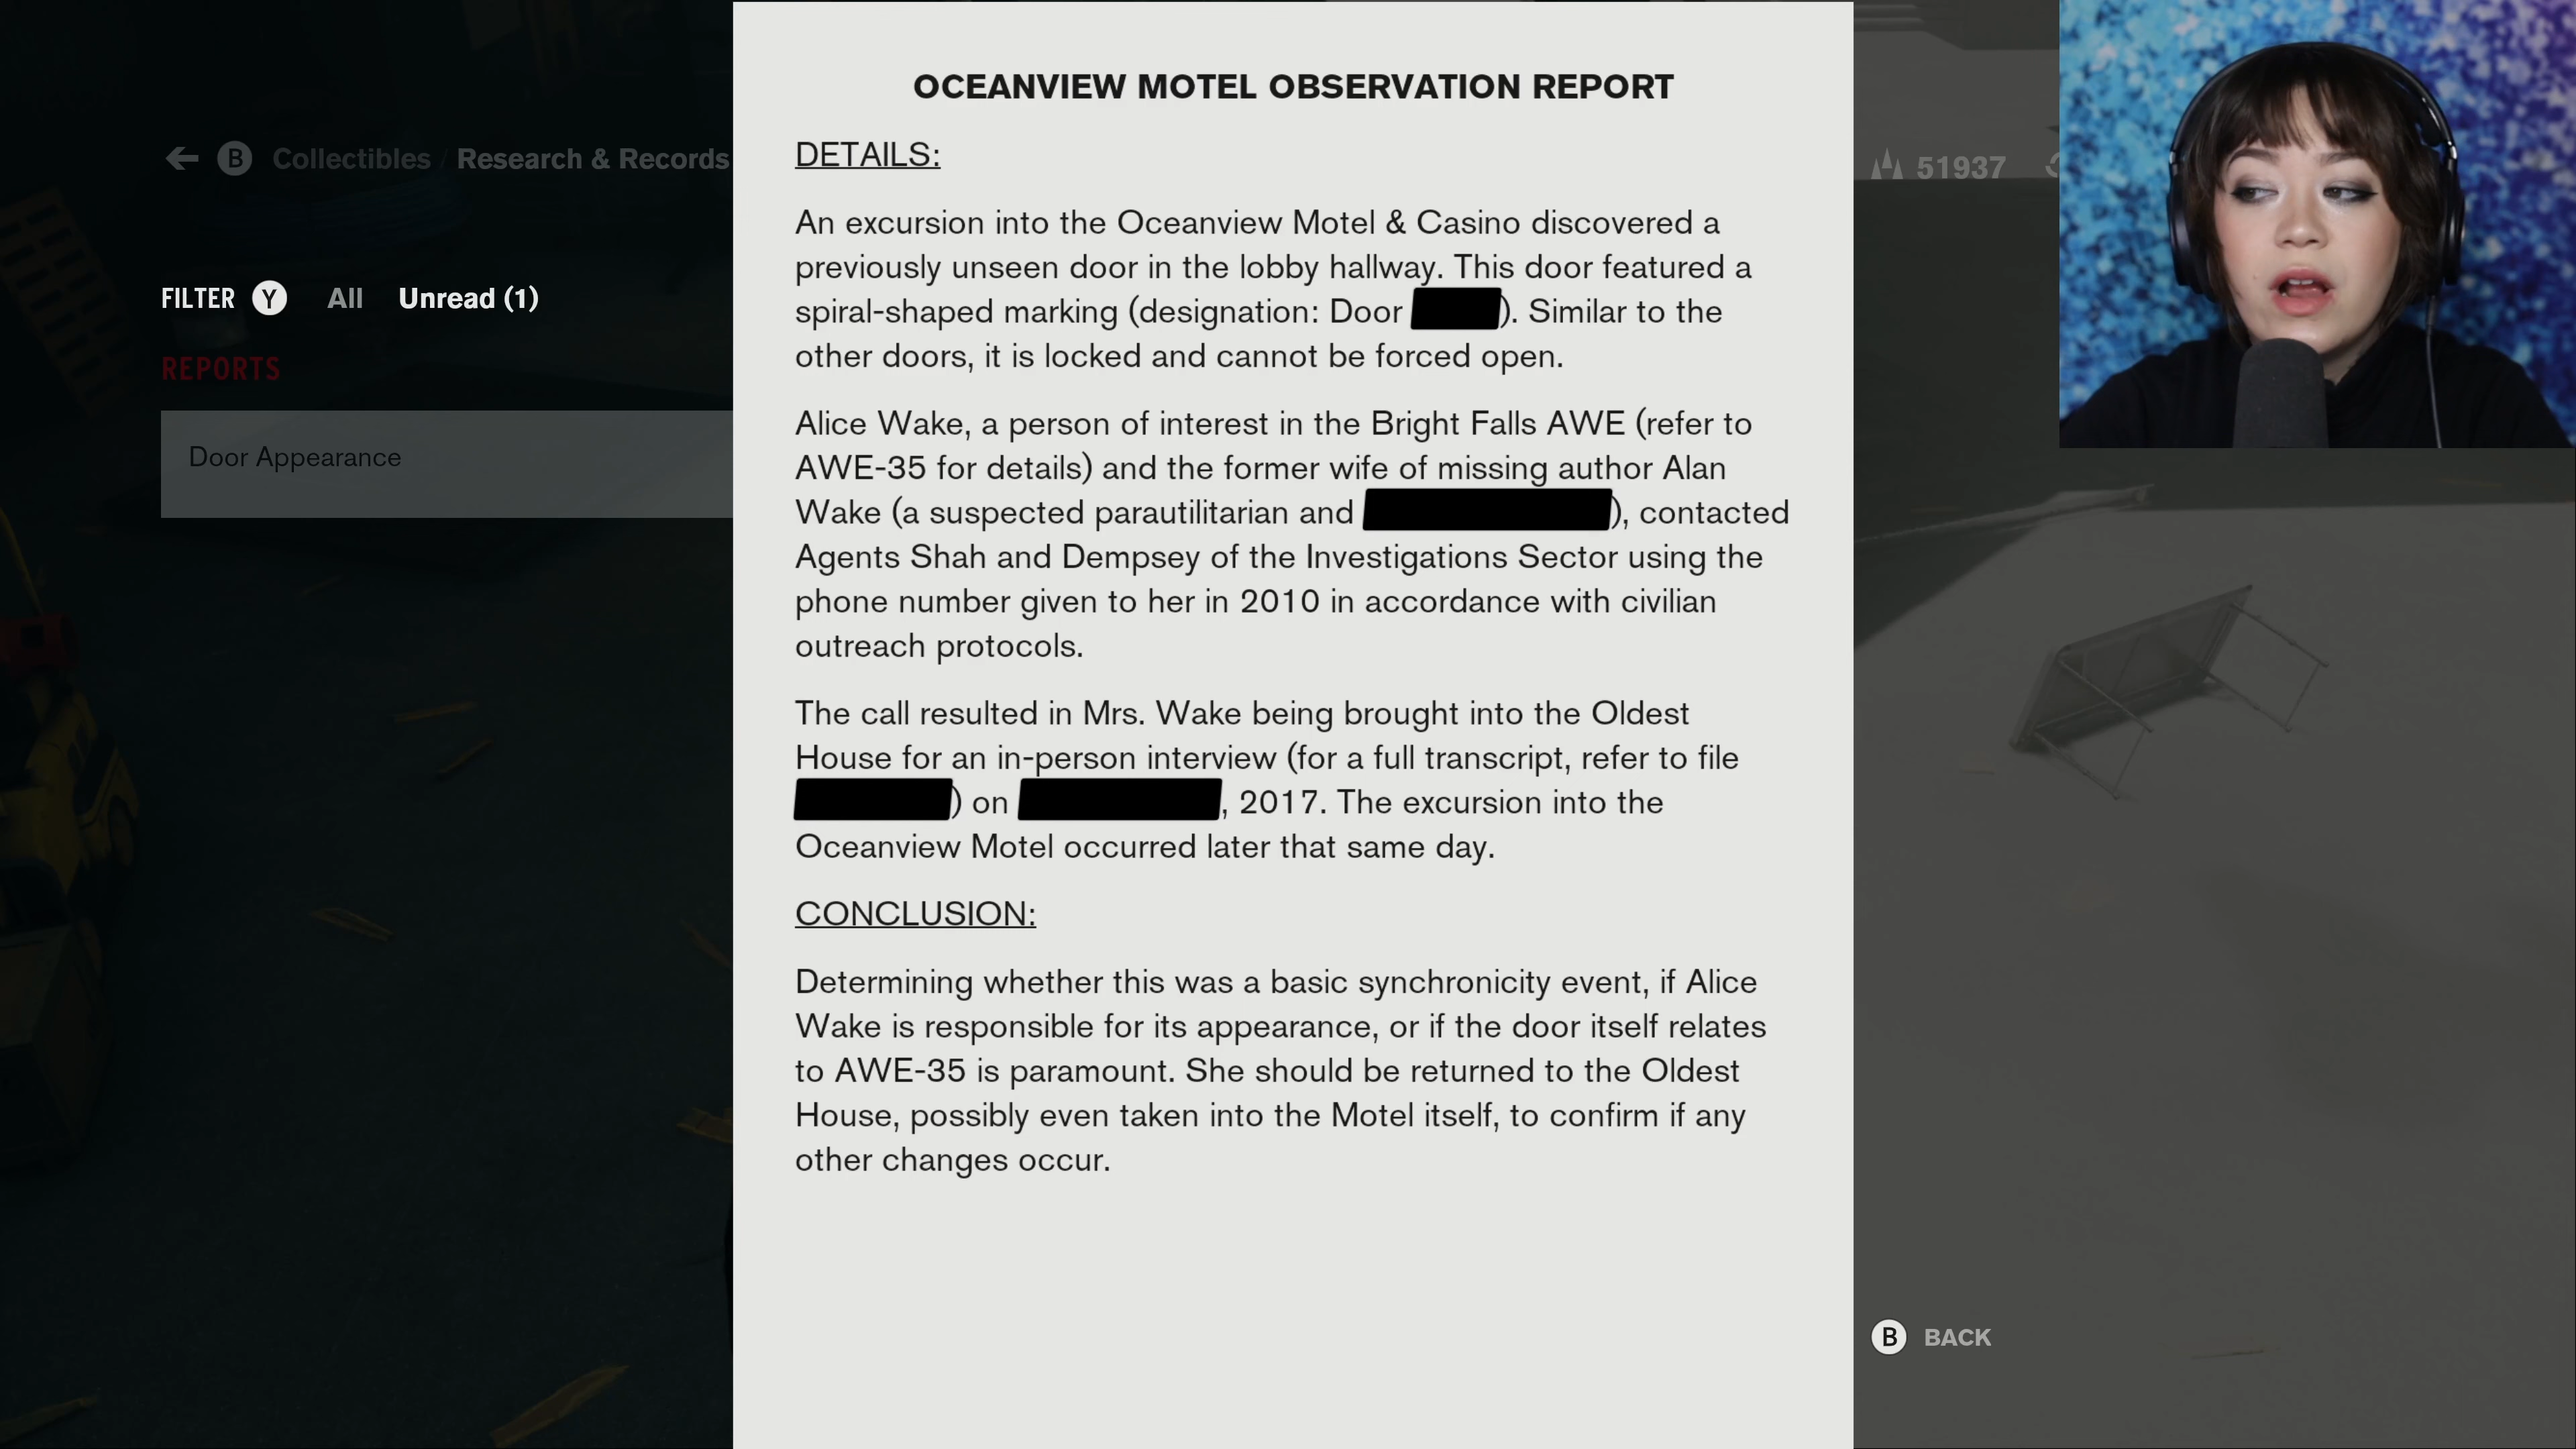 OCEANVIEW MOTEL OBSERVATION REPORT
DETAILS:
An excursion into the Oceanview Motel & Casino discovered a
previously unseen door in the lobby hallway. This door featured a
spiral-shaped marking (designation: Door ). Similar to the
other doors, it is locked and cannot be forced open.
Alice Wake, a person of interest in the Bright Falls AWE (refer to
AWE-35 for details) and the former wife of missing author Alan
Wake (a suspected parautilitarian and ), contacted
Agents Shah and Dempsey of the Investigations Sector using the
phone number given to her in 2010 in accordance with civilian
outreach protocols.
The call resulted in Mrs. Wake being brought into the Oldest
House for an in-person interview (for a full transcript, refer to file
) on , 2017. The excursion into the
Oceanview Motel occurred later that same day.
CONCLUSION:
Determining whether this was a basic synchronicity event, if Alice
Wake is responsible for its appearance, or if the door itself relates
to AWE-35 is paramount. She should be returned to the Oldest
House, possibly even taken into the Motel itself, to confirm if any
other changes occur.
B Collectibles / Research & Records
FILTER Y All Unread (1)
REPORTS
Door Appearance
51937
B BACK